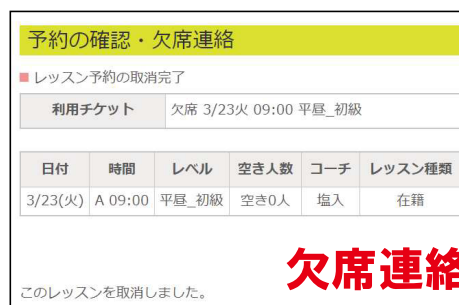 予約の確認・欠席連絡
レッスン予約の取消完了
利用チケット 欠席 3/23火 09:00 平昼_初級
日付 時間 レベル 空き人数 コーチ レッスン種類
3/23(火) A 09:00 平昼_初級 空き0人 塩入 在籍
欠席連絡
このレッスンを取消しました。